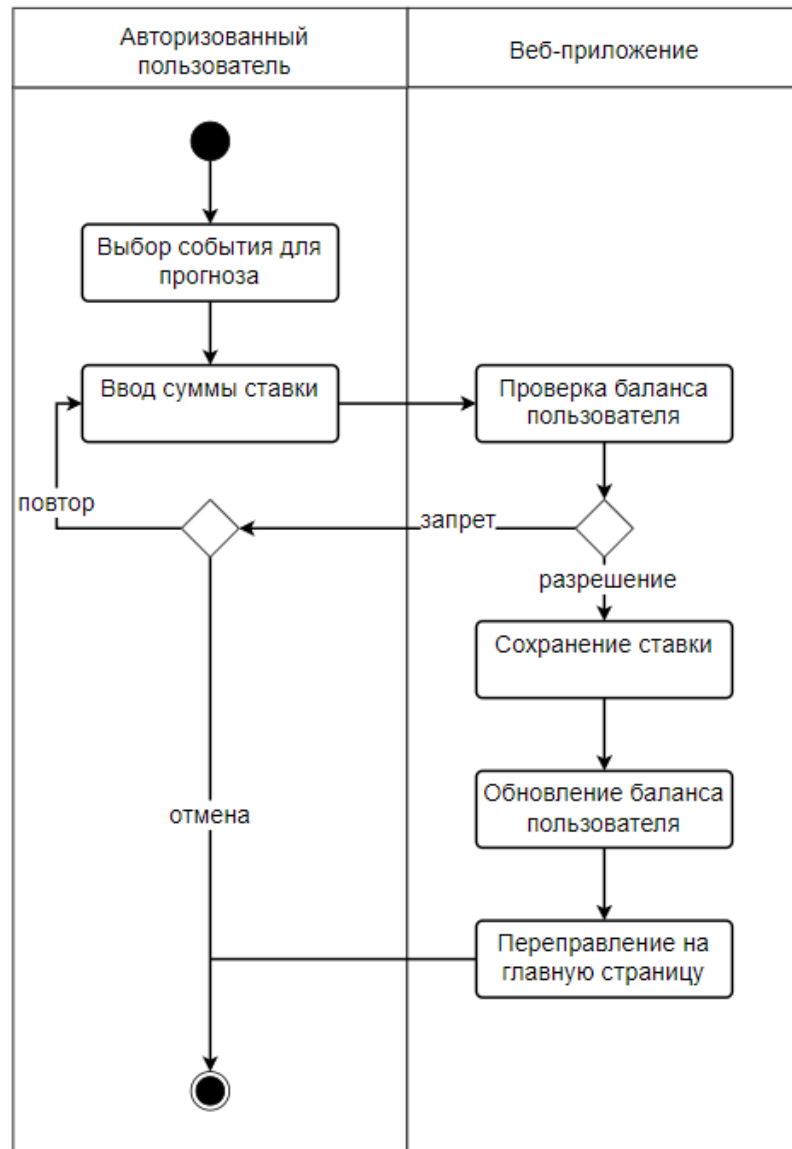 Авторизованный
пользователь
Веб-приложение
Выбор события для
прогноза
Ввод суммы ставки
Проверка баланса
пользователя
повтор
запрет
разрешение
Сохранение ставки
Обновление баланса
пользователя
отмена
Переправление на
главную страницу